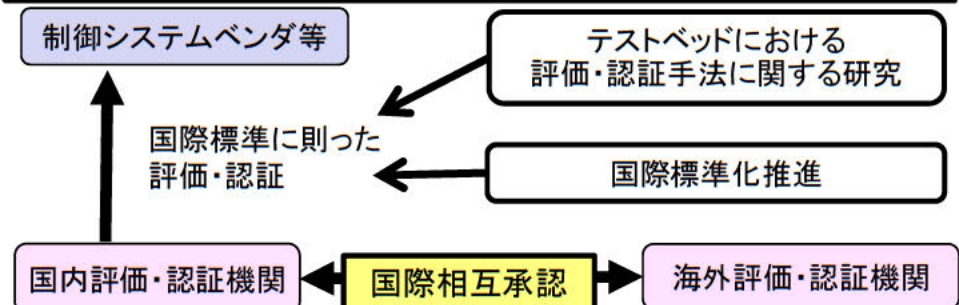 制御システムベンダ等
テストベッドにおける
評価・認証手法に関する研究
国際標準に則った
評価・認証
国際標準化推進
国内評価・認証機関
国際相互承認
海外評価・認証機関